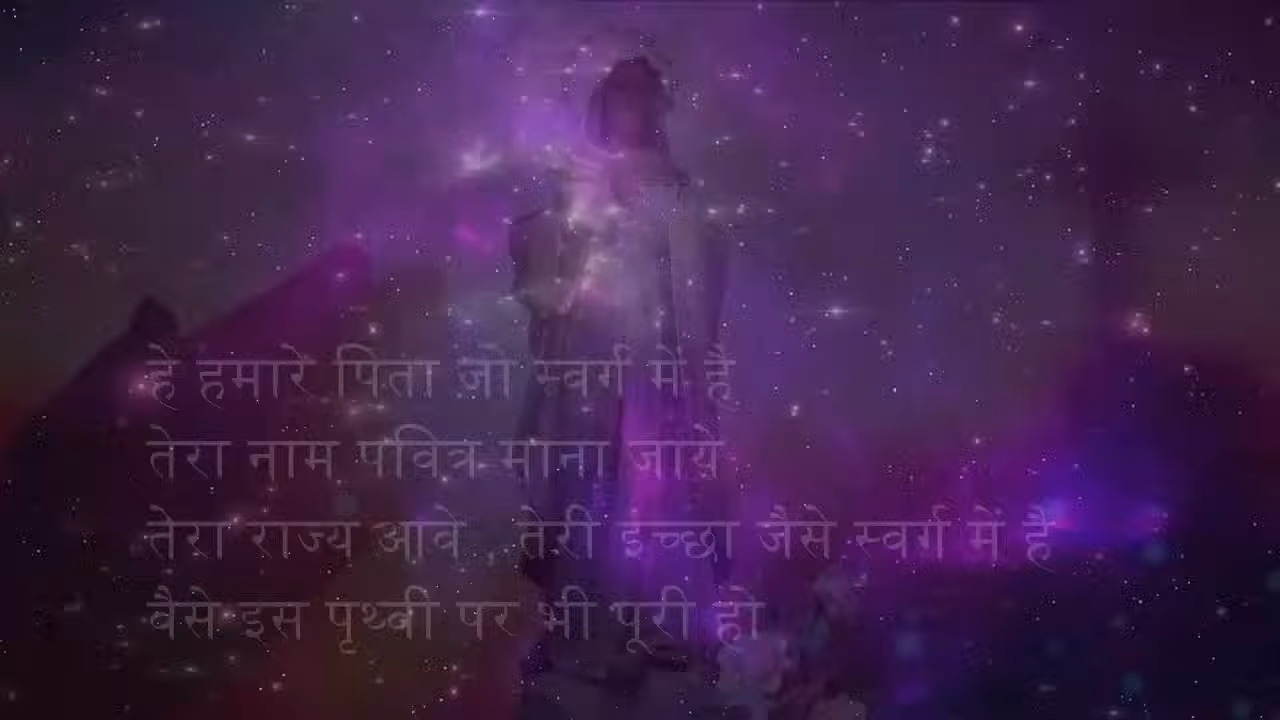 हे हमारे पिता जो स्वर्ग में है
तेरा नाम पवित्र माना जाये
तेरा राज्य आवे , तेरी इच्छा जैसे स्वर्ग में है
वैसे इस पृथ्वी पर भी पूरी हो